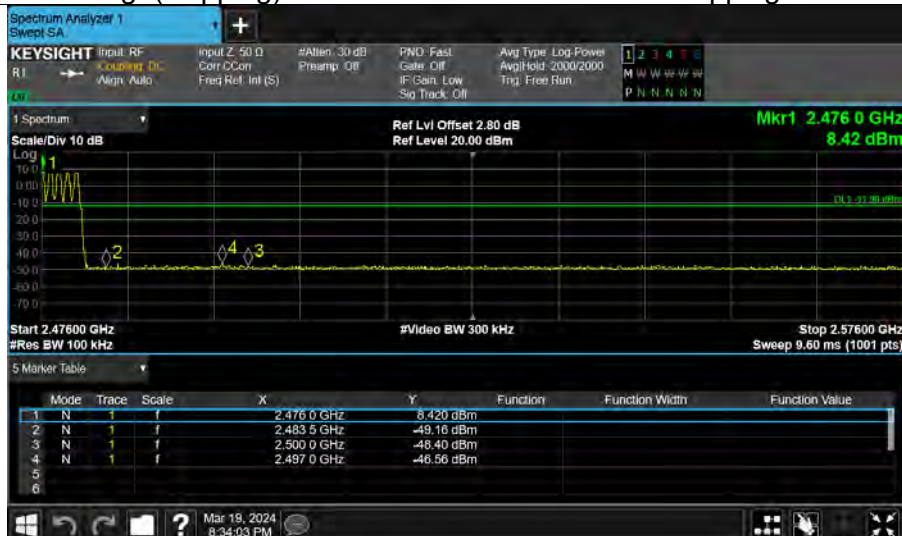 Spectrum Analyzer 1
Swept SA
+
KEYSIGHT Input: RF Input Z: 50 Ω #Atten: 30 dB PNO: Fast Avg Type: Log-Power 1 2 3 4 5 6
R L Coupling: DC Corr CCorr Preamp: Off Gate: Off Avg|Hold: 2000/2000 M W W W W W
Align: Auto Freq Ref: Int (S) IF Gain: Low Trig: Free Run P N N N N N
Sig Track: Off
1 Spectrum Ref Lvl Offset 2.80 dB Mkr1 2.476 0 GHz
Scale/Div 10 dB Ref Level 20.00 dBm 8.42 dBm
Log
10.0
0.00
-10.0
-20.0
-30.0
-40.0
-50.0
-60.0
-70.0
1
2
4
3
Start 2.47600 GHz #Video BW 300 kHz Stop 2.57600 GHz
#Res BW 100 kHz Sweep 9.60 ms (1001 pts)
5 Marker Table
Mode Trace Scale X Y Function Function Width Function Value
1 N 1 f 2.476 0 GHz 8.420 dBm
2 N 1 f 2.483 5 GHz -49.16 dBm
3 N 1 f 2.500 0 GHz -48.40 dBm
4 N 1 f 2.497 0 GHz -46.56 dBm
5
6
?
Mar 19, 2024
8:34:03 PM